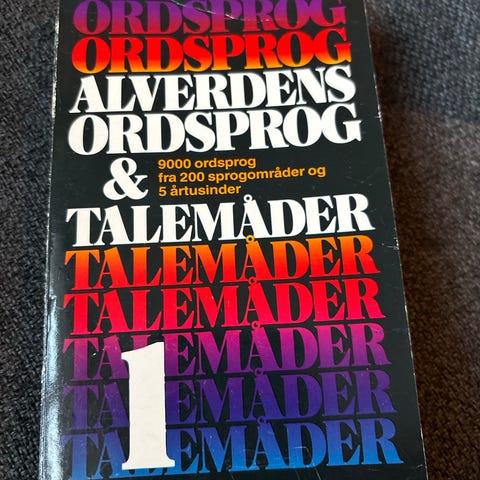 ORDSPROG
ORDSPROG
ALVERDENS
ORDSPROG
& 9000 ordsprog
fra 200 sprogområder og
5 årtusinder
TALEMÅDER
TALEMÅDER
TALEMÅDER
TALEMÅDER
TALEMÅDER
TALEMÅDER
1